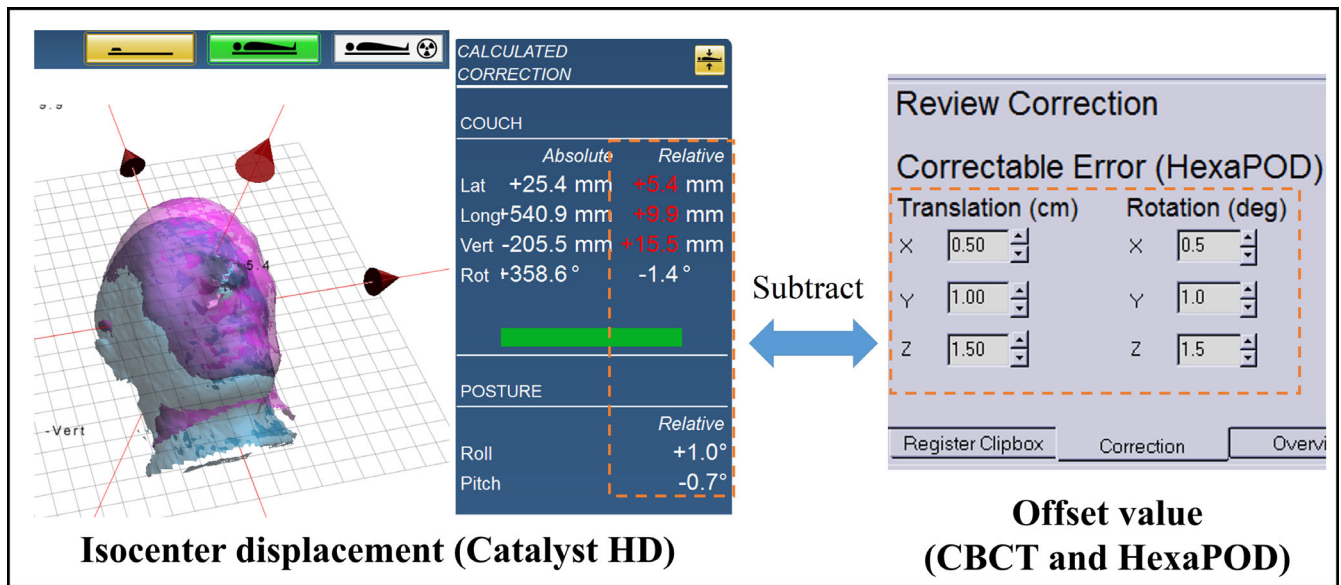 9.9
5.4
-Vert
CALCULATED
CORRECTION
COUCH
Absolute Relative
Lat +25.4 mm +5.4 mm
Long+540.9 mm +9.9 mm
Vert -205.5 mm +15.5 mm
Rot +358.6 ° -1.4 °
POSTURE
Relative
Roll +1.0°
Pitch -0.7°
Isocenter displacement (Catalyst HD)
Subtract
Review Correction
Correctable Error (HexaPOD)
Translation (cm) Rotation (deg)
X 0.50 X 0.5
Y 1.00 Y 1.0
Z 1.50 Z 1.5
Register Clipbox Correction Overvi
Offset value
(CBCT and HexaPOD)